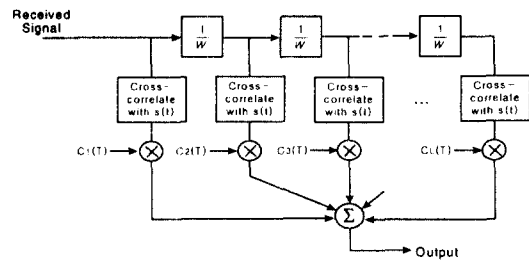 Received
Signal
1
W
1
W
1
W
Cross-
correlate
with s(t)
Cross-
correlate
with s(t)
Cross-
correlate
with s(t)
...
Cross-
correlate
with s(t)
C1(T)
C2(T)
C3(T)
CL(T)
Σ
Output